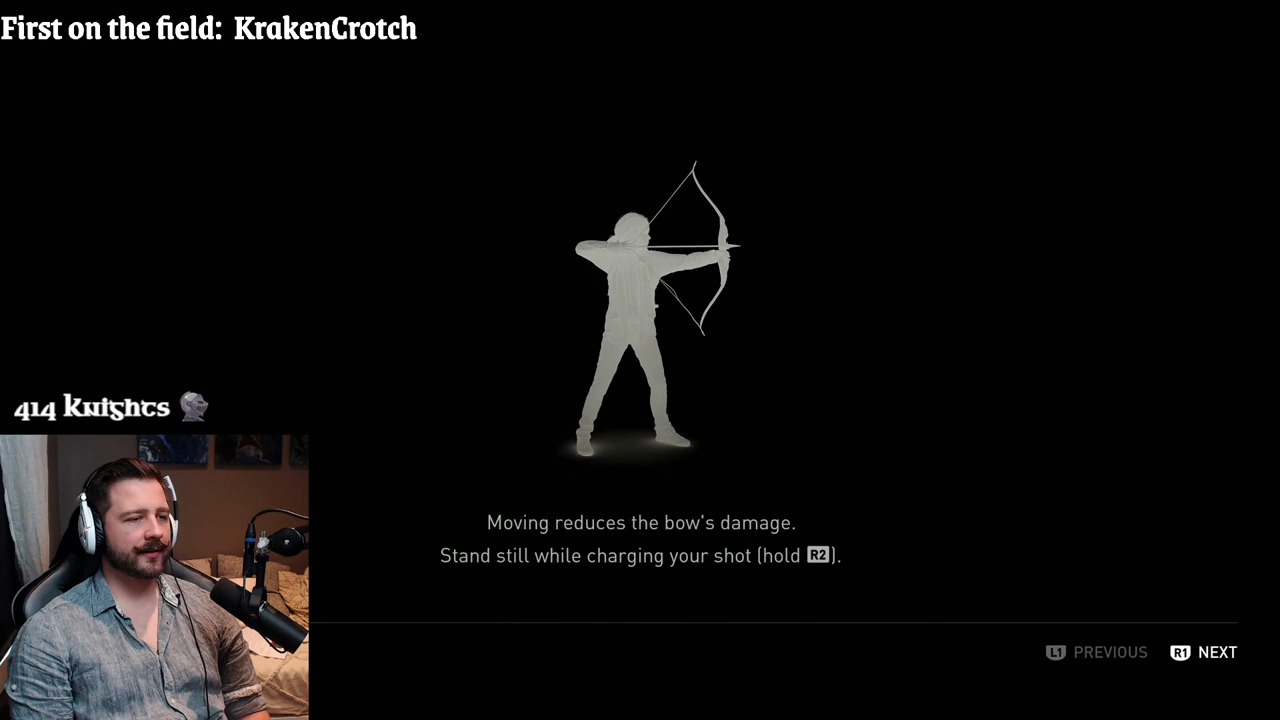 First on the field: KrakenCrotch
414 Knights
Moving reduces the bow's damage.
Stand still while charging your shot (hold R2).
L1 PREVIOUS R1 NEXT